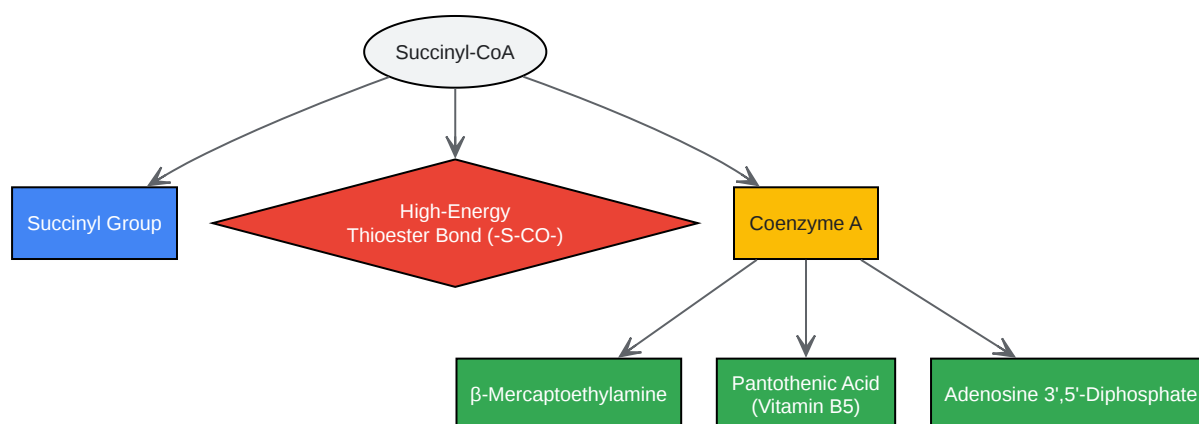 Succinyl-CoA
Succinyl Group
High-Energy
Thioester Bond (-S-CO-)
Coenzyme A
β-Mercaptoethylamine
Pantothenic Acid
(Vitamin B5)
Adenosine 3',5'-Diphosphate